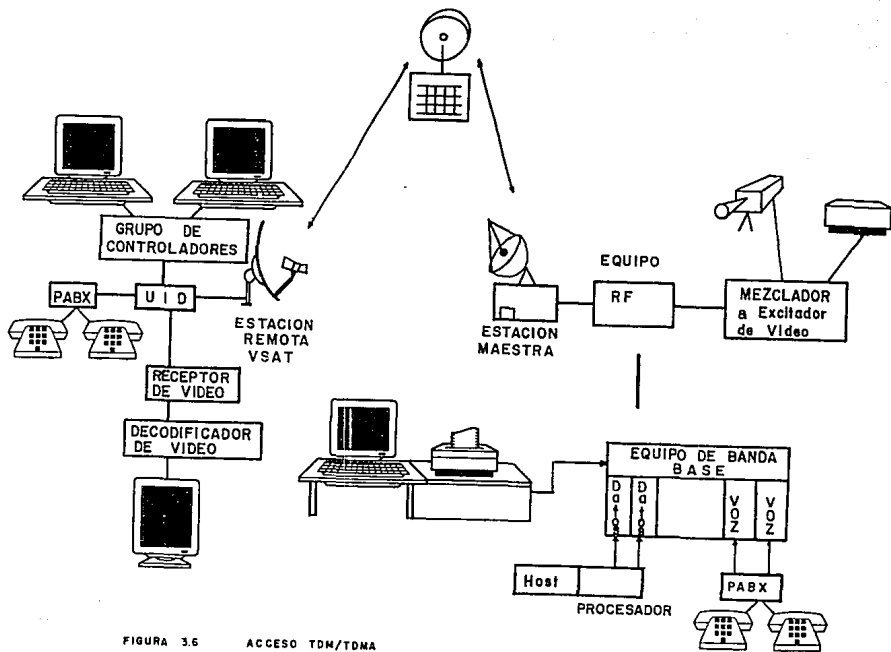 GRUPO DE
CONTROLADORES
PABX
UID
ESTACION
REMOTA
VSAT
RECEPTOR
DE VIDEO
DECODIFICADOR
DE VIDEO
ESTACION
MAESTRA
EQUIPO
RF
MEZCLADOR
a Excitador
de Video
EQUIPO DE BANDA
BASE
Datos
Datos
VOZ
VOZ
Host
PROCESADOR
PABX
FIGURA 3.6 ACCESO TDM/TDMA